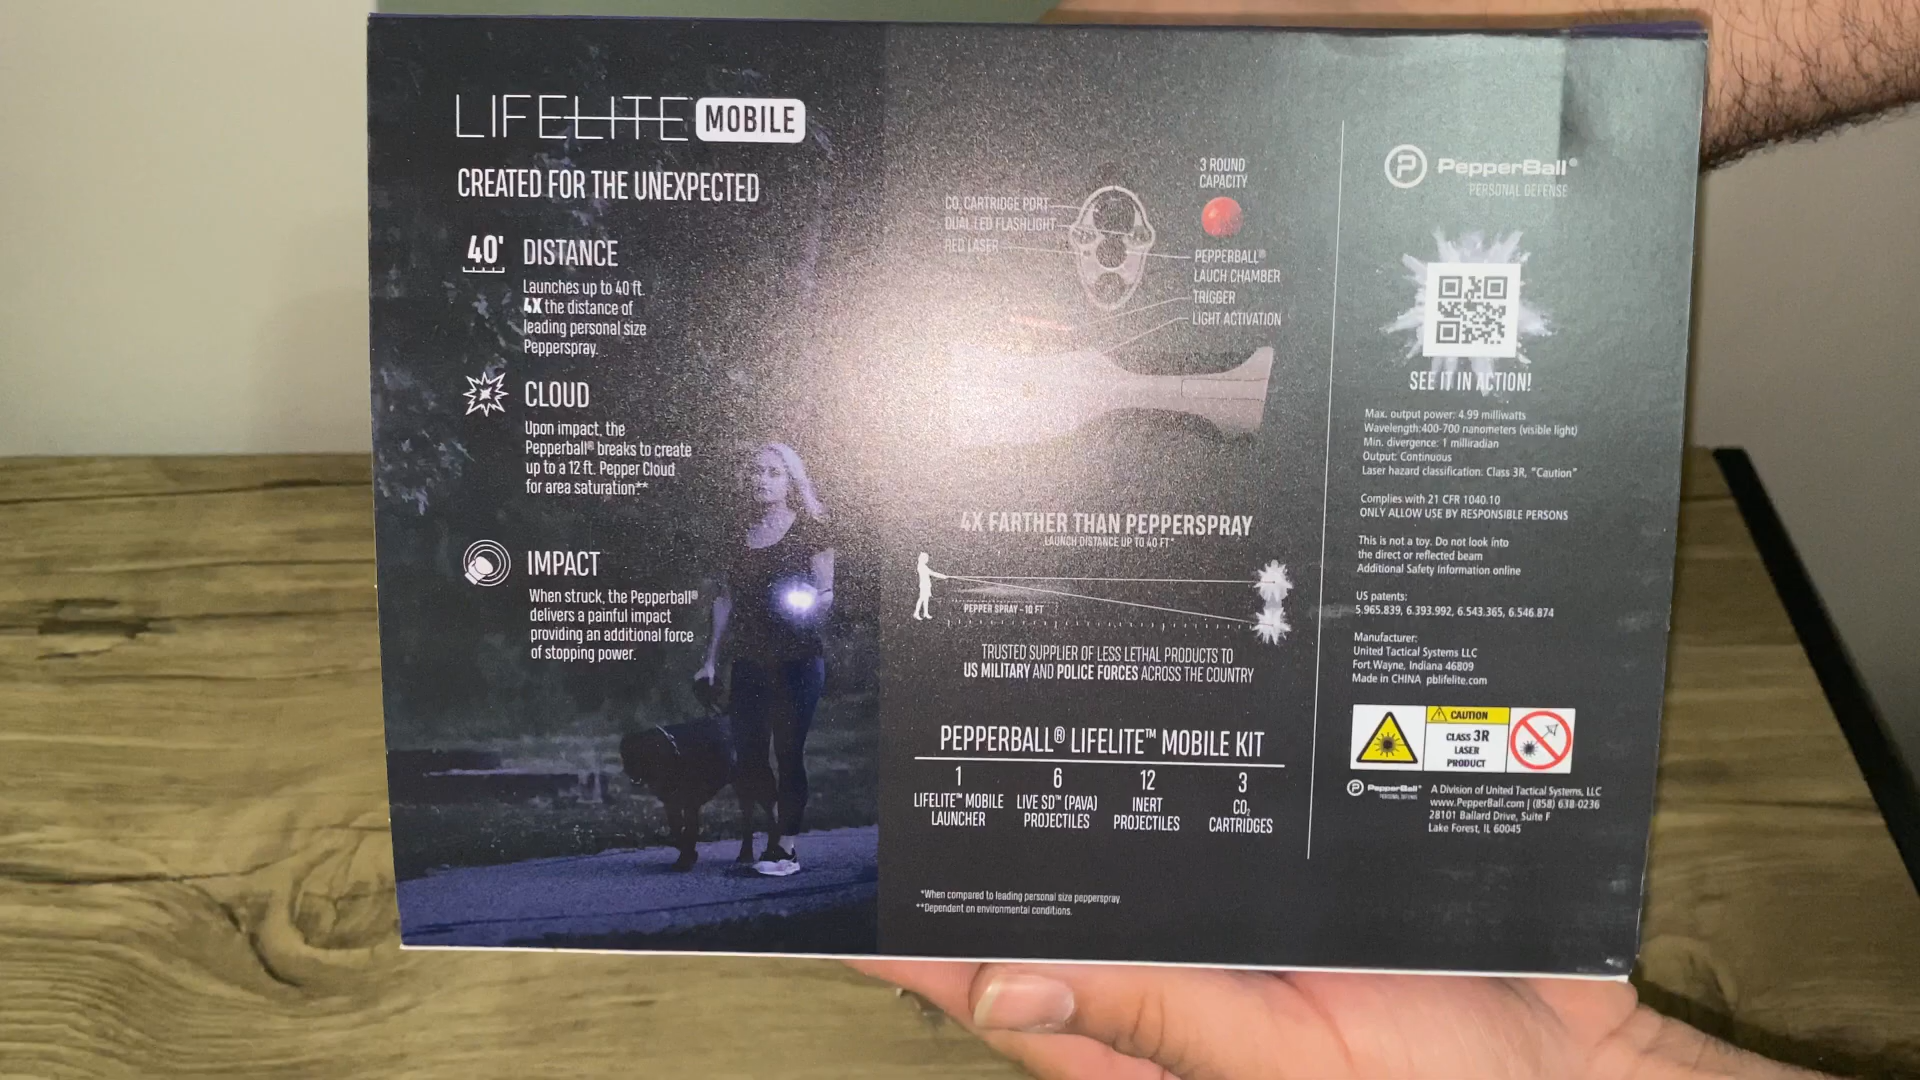 LIFELITE MOBILE
CREATED FOR THE UNEXPECTED
40'
DISTANCE
Launches up to 40 ft.
4X the distance of
leading personal size
Pepperspray.
CLOUD
Upon impact, the
Pepperball® breaks to create
up to a 12 ft. Pepper Cloud
for area saturation**
IMPACT
When struck, the Pepperball®
delivers a painful impact
providing an additional force
of stopping power.
3 ROUND
CAPACITY
CO₂ CARTRIDGE PORT
DUAL LED FLASHLIGHT
RED LASER
PEPPERBALL®
LAUCH CHAMBER
TRIGGER
LIGHT ACTIVATION
4X FARTHER THAN PEPPERSPRAY
LAUNCH DISTANCE UP TO 40 FT*
PEPPER SPRAY - 10 FT
TRUSTED SUPPLIER OF LESS LETHAL PRODUCTS TO
US MILITARY AND POLICE FORCES ACROSS THE COUNTRY
PEPPERBALL® LIFELITE™ MOBILE KIT
1
LIFELITE™ MOBILE
LAUNCHER
6
LIVE SD™ (PAVA)
PROJECTILES
12
INERT
PROJECTILES
3
CO₂
CARTRIDGES
*When compared to leading personal size pepperspray.
**Dependent on environmental conditions.
PepperBall®
PERSONAL DEFENSE
SEE IT IN ACTION!
Max. output power: 4.99 milliwatts
Wavelength:400-700 nanometers (visible light)
Min. divergence: 1 milliradian
Output: Continuous
Laser hazard classification: Class 3R, "Caution"
Complies with 21 CFR 1040.10
ONLY ALLOW USE BY RESPONSIBLE PERSONS
This is not a toy. Do not look into
the direct or reflected beam
Additional Safety Information online
US patents:
5.965.839, 6.393.992, 6.543.365, 6.546.874
Manufacturer:
United Tactical Systems LLC
Fort Wayne, Indiana 46809
Made in CHINA pblifelite.com
CAUTION
CLASS 3R
LASER
PRODUCT
PepperBall®
PERSONAL DEFENSE
A Division of United Tactical Systems, LLC
www.PepperBall.com | (858) 638-0236
28101 Ballard Drive, Suite F
Lake Forest, IL 60045